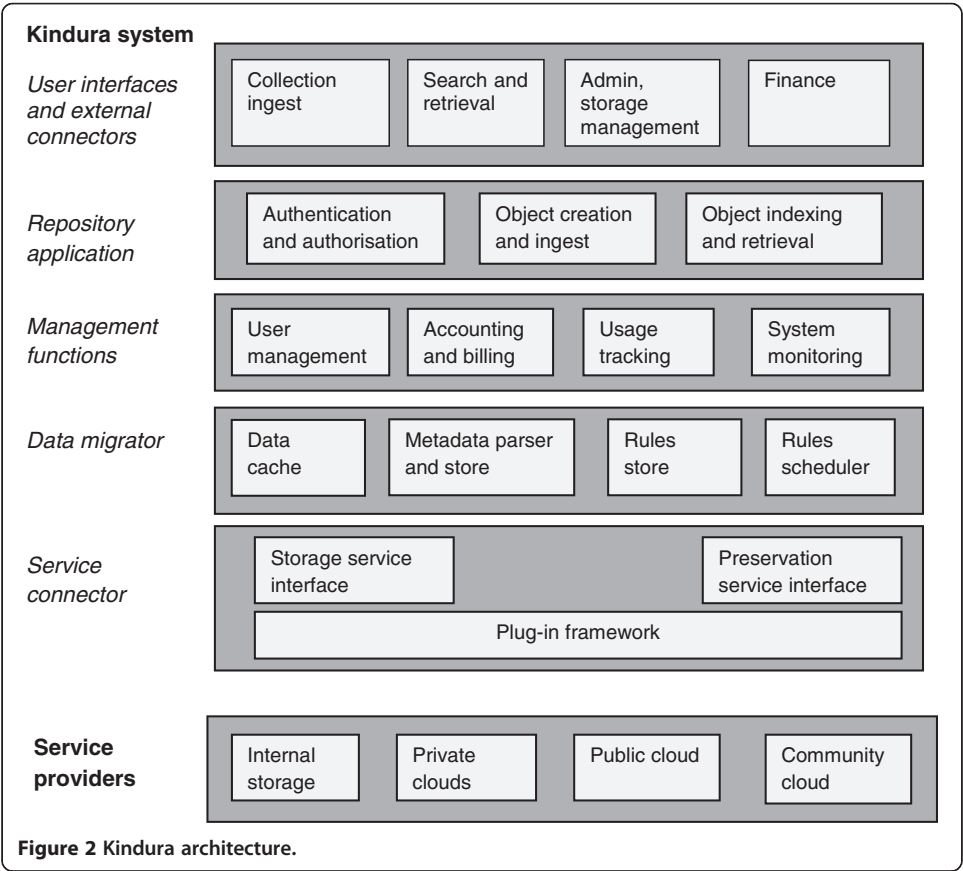 Kindura system
User interfaces
and external
connectors
Collection
ingest
Search and
retrieval
Admin,
storage
management
Finance
Repository
application
Authentication
and authorisation
Object creation
and ingest
Object indexing
and retrieval
Management
functions
User
management
Accounting
and billing
Usage
tracking
System
monitoring
Data migrator
Data
cache
Metadata parser
and store
Rules
store
Rules
scheduler
Service
connector
Storage service
interface
Preservation
service interface
Plug-in framework
Service
providers
Internal
storage
Private
clouds
Public cloud
Community
cloud
Figure 2 Kindura architecture.